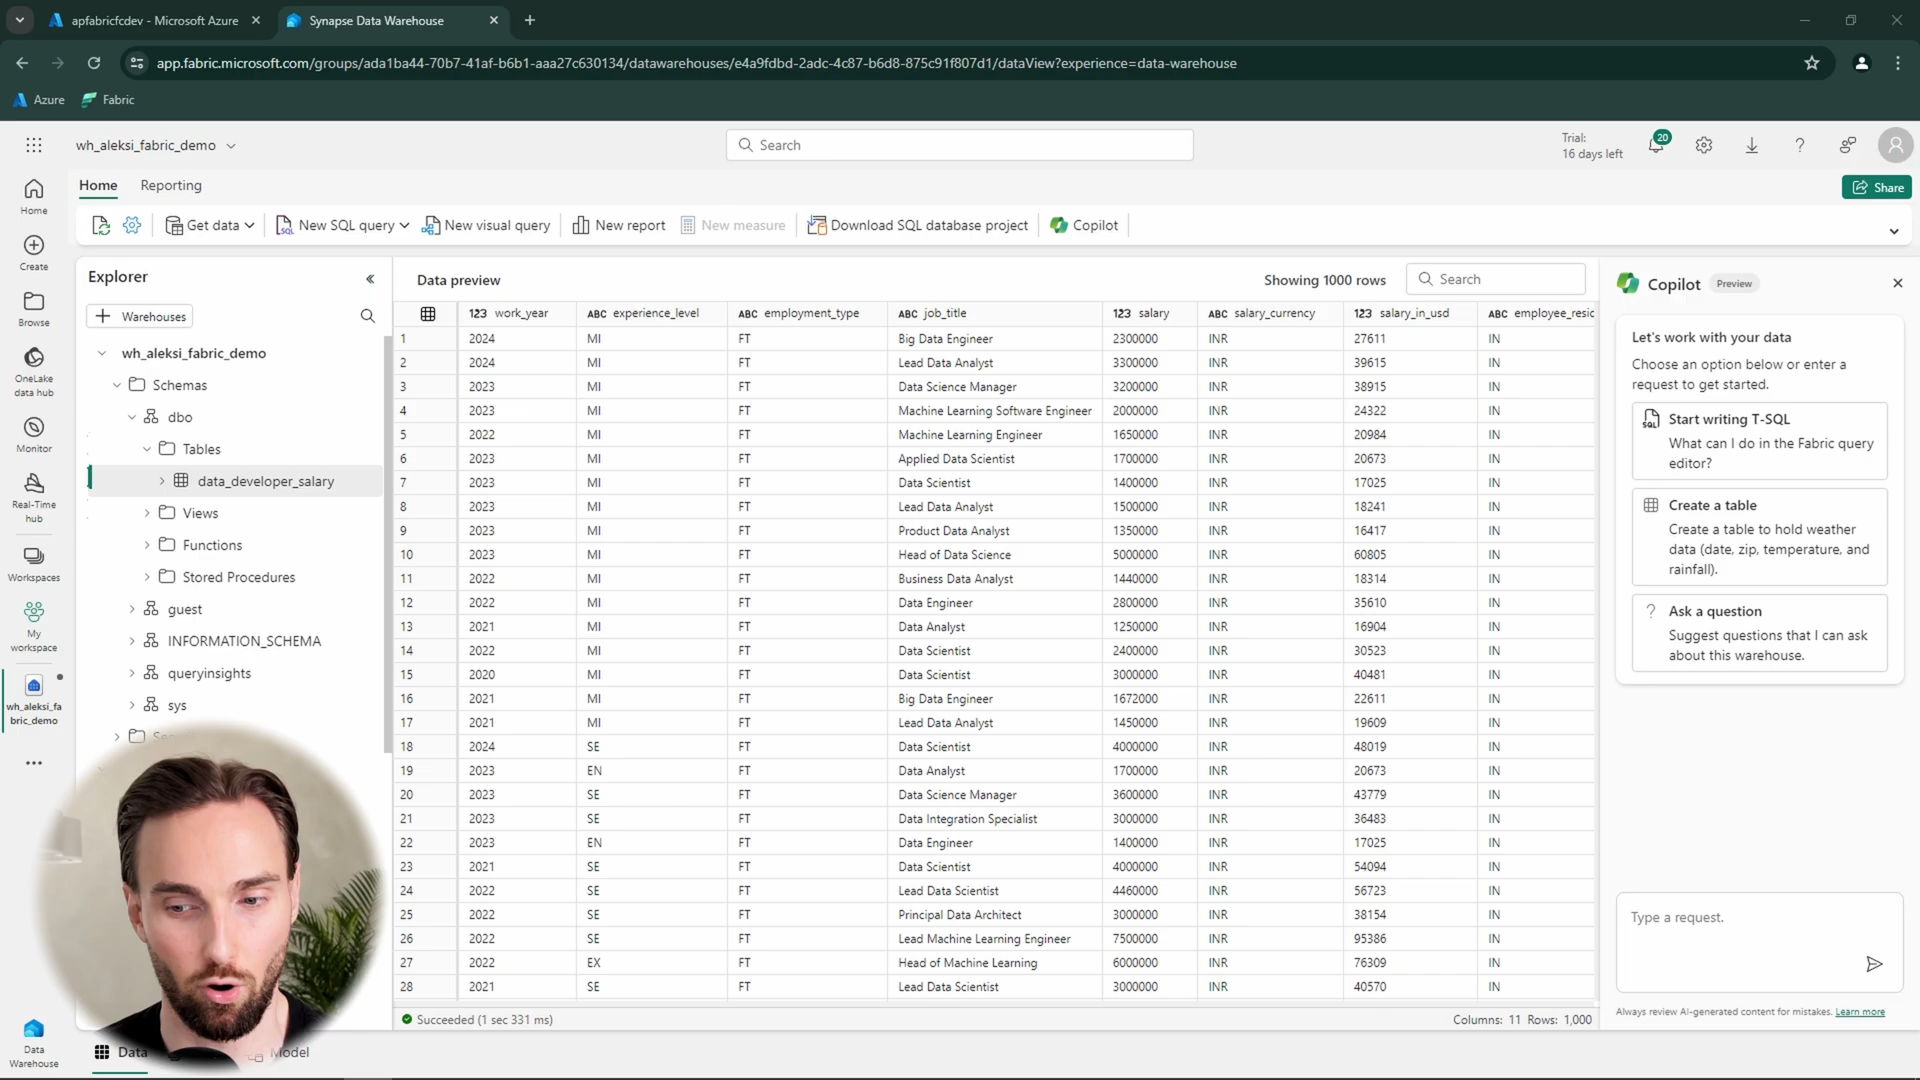 apfabricfcdev - Microsoft Azure
Synapse Data Warehouse
app.fabric.microsoft.com/groups/ada1ba44-70b7-41af-b6b1-aaa27c630134/datawarehouses/e4a9fdbd-2adc-4c87-b6d8-875c91f807d1/dataView?experience=data-warehouse
Azure
Fabric
wh_aleksi_fabric_demo
Search
Trial:
16 days left
20
Home
Reporting
Share
Get data
New SQL query
New visual query
New report
New measure
Download SQL database project
Copilot
Home
Create
Browse
OneLake
data hub
Monitor
Real-Time
hub
Workspaces
My
workspace
wh_aleksi_fa
bric_demo
Data
Warehouse
Explorer
Warehouses
wh_aleksi_fabric_demo
Schemas
dbo
Tables
data_developer_salary
Views
Functions
Stored Procedures
guest
INFORMATION_SCHEMA
queryinsights
sys
Data preview
Showing 1000 rows
Search
123 work_year ABC experience_level ABC employment_type ABC job_title 123 salary ABC salary_currency 123 salary_in_usd ABC employee_resic
1 2024 MI FT Big Data Engineer 2300000 INR 27611 IN
2 2024 MI FT Lead Data Analyst 3300000 INR 39615 IN
3 2023 MI FT Data Science Manager 3200000 INR 38915 IN
4 2023 MI FT Machine Learning Software Engineer 2000000 INR 24322 IN
5 2022 MI FT Machine Learning Engineer 1650000 INR 20984 IN
6 2023 MI FT Applied Data Scientist 1700000 INR 20673 IN
7 2023 MI FT Data Scientist 1400000 INR 17025 IN
8 2023 MI FT Lead Data Analyst 1500000 INR 18241 IN
9 2023 MI FT Product Data Analyst 1350000 INR 16417 IN
10 2023 MI FT Head of Data Science 5000000 INR 60805 IN
11 2022 MI FT Business Data Analyst 1440000 INR 18314 IN
12 2022 MI FT Data Engineer 2800000 INR 35610 IN
13 2021 MI FT Data Analyst 1250000 INR 16904 IN
14 2022 MI FT Data Scientist 2400000 INR 30523 IN
15 2020 MI FT Data Scientist 3000000 INR 40481 IN
16 2021 MI FT Big Data Engineer 1672000 INR 22611 IN
17 2021 MI FT Lead Data Analyst 1450000 INR 19609 IN
18 2024 SE FT Data Scientist 4000000 INR 48019 IN
19 2023 EN FT Data Analyst 1700000 INR 20673 IN
20 2023 SE FT Data Science Manager 3600000 INR 43779 IN
21 2023 SE FT Data Integration Specialist 3000000 INR 36483 IN
22 2023 EN FT Data Engineer 1400000 INR 17025 IN
23 2021 SE FT Data Scientist 4000000 INR 54094 IN
24 2022 SE FT Lead Data Scientist 4460000 INR 56723 IN
25 2022 SE FT Principal Data Architect 3000000 INR 38154 IN
26 2022 SE FT Lead Machine Learning Engineer 7500000 INR 95386 IN
27 2022 EX FT Head of Machine Learning 6000000 INR 76309 IN
28 2021 SE FT Lead Data Scientist 3000000 INR 40570 IN
Succeeded (1 sec 331 ms)
Columns: 11 Rows: 1,000
Data
Model
Copilot
Preview
Let's work with your data
Choose an option below or enter a
request to get started.
Start writing T-SQL
What can I do in the Fabric query
editor?
Create a table
Create a table to hold weather
data (date, zip, temperature, and
rainfall).
Ask a question
Suggest questions that I can ask
about this warehouse.
Type a request.
Always review AI-generated content for mistakes. Learn more